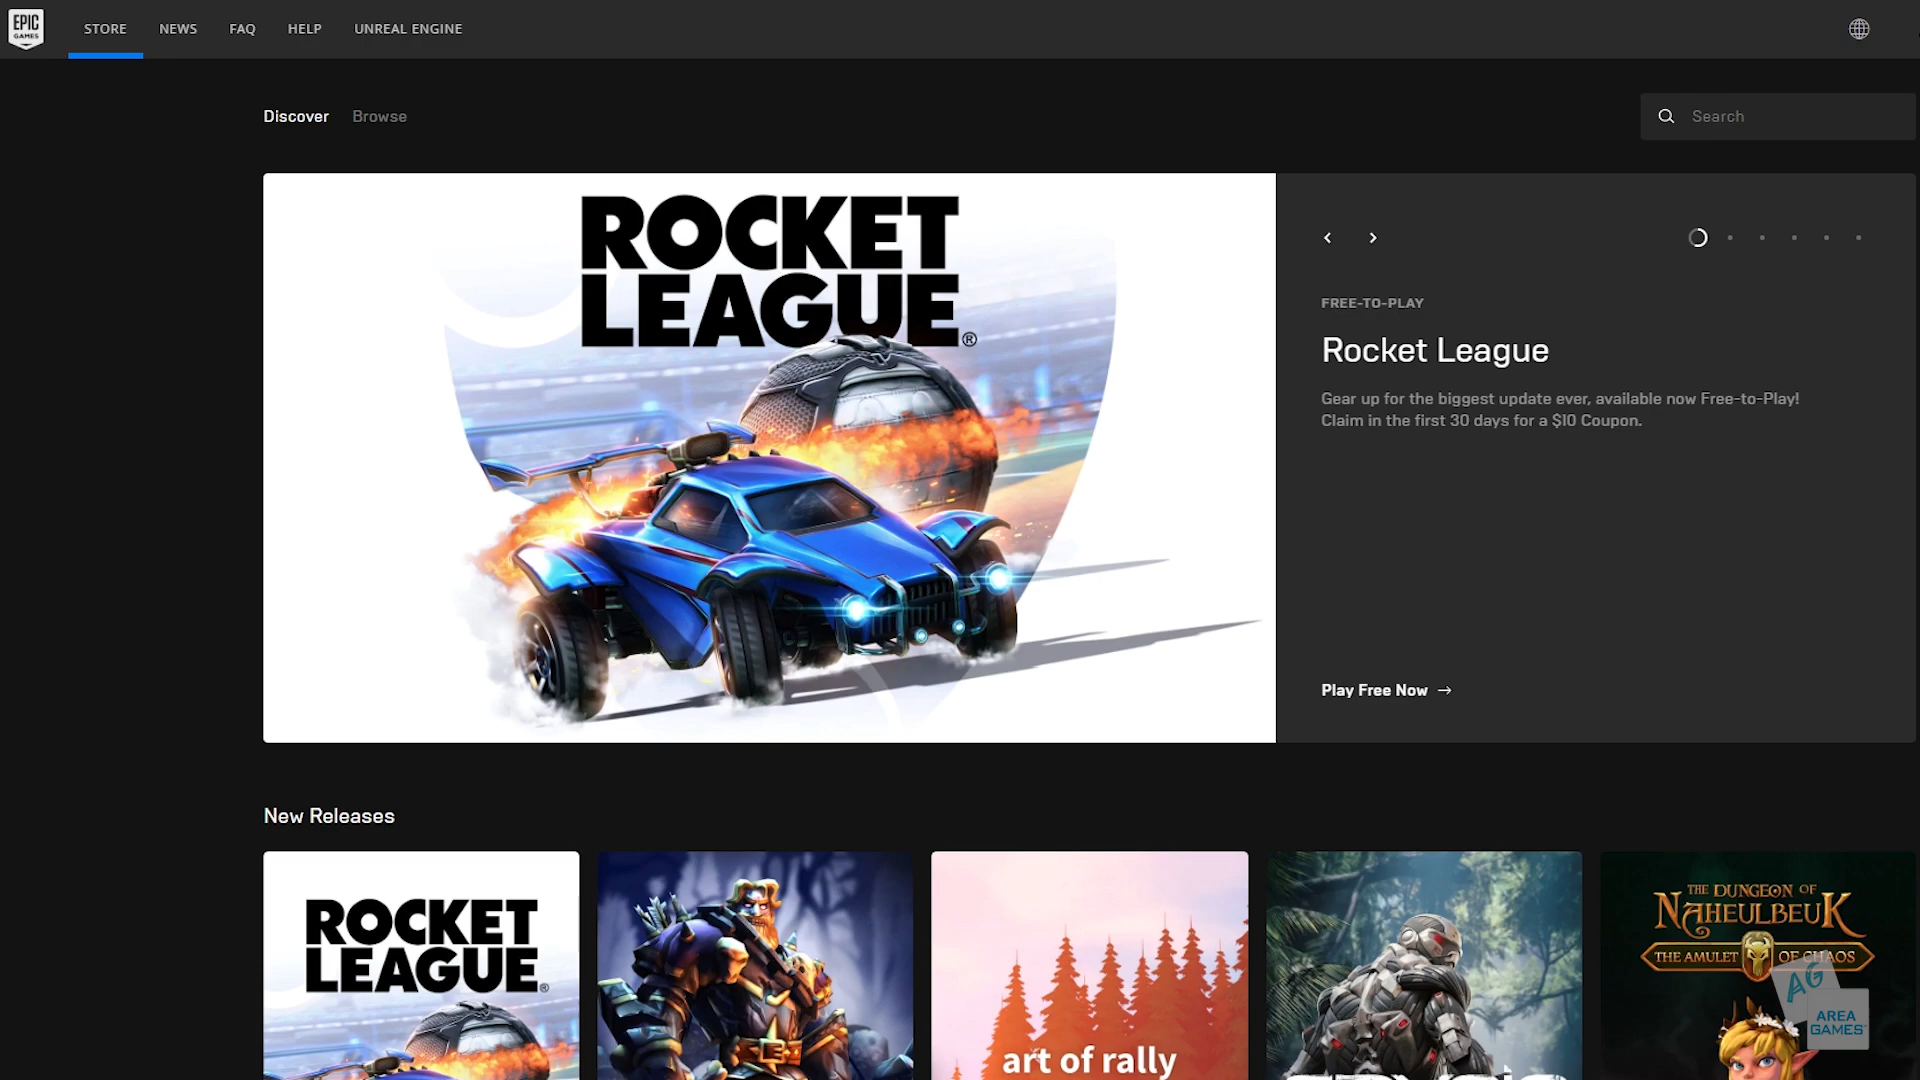 EPIC
GAMES
STORE
NEWS
FAQ
HELP
UNREAL ENGINE
Discover
Browse
Search
ROCKET
LEAGUE®
FREE-TO-PLAY
Rocket League
Gear up for the biggest update ever, available now Free-to-Play!
Claim in the first 30 days for a $10 Coupon.
Play Free Now
New Releases
ROCKET
LEAGUE®
art of rally
THE DUNGEON OF
NAHEULBEUK
THE AMULET OF CHAOS
AG
AREA
GAMES